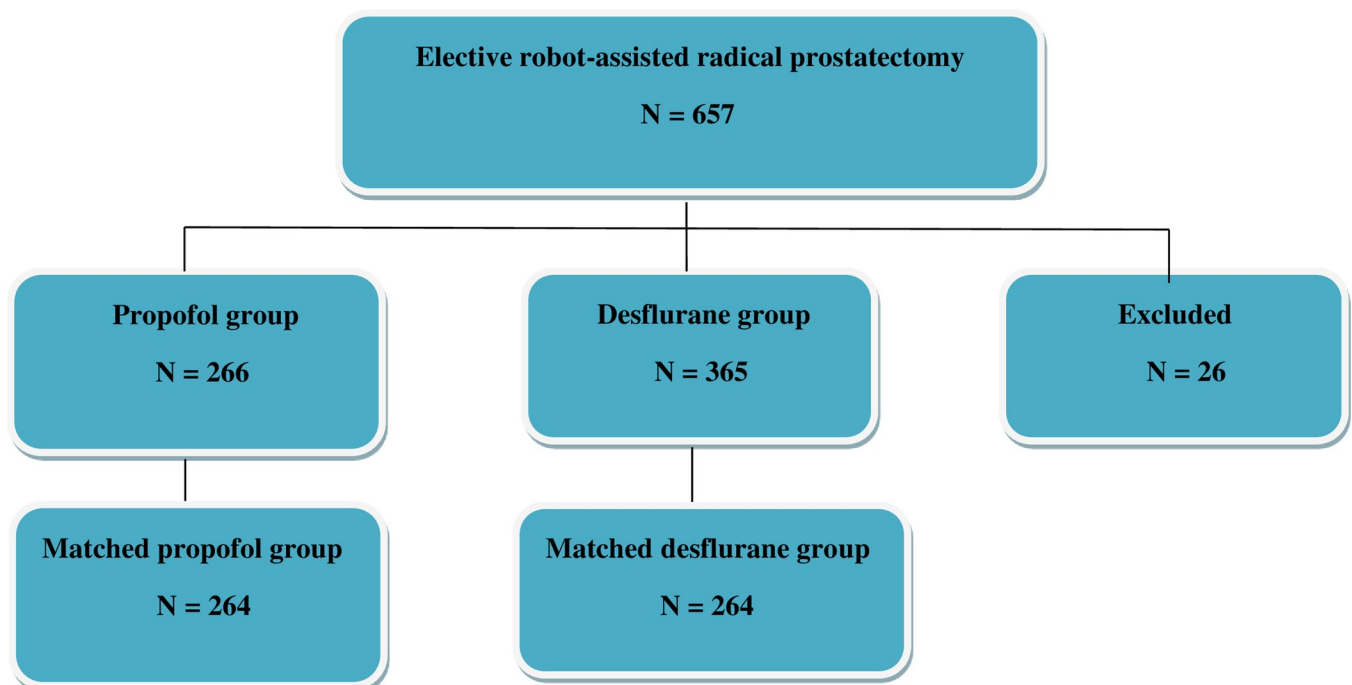 Elective robot-assisted radical prostatectomy
N = 657
Propofol group
N = 266
Desflurane group
N = 365
Excluded
N = 26
Matched propofol group
N = 264
Matched desflurane group
N = 264